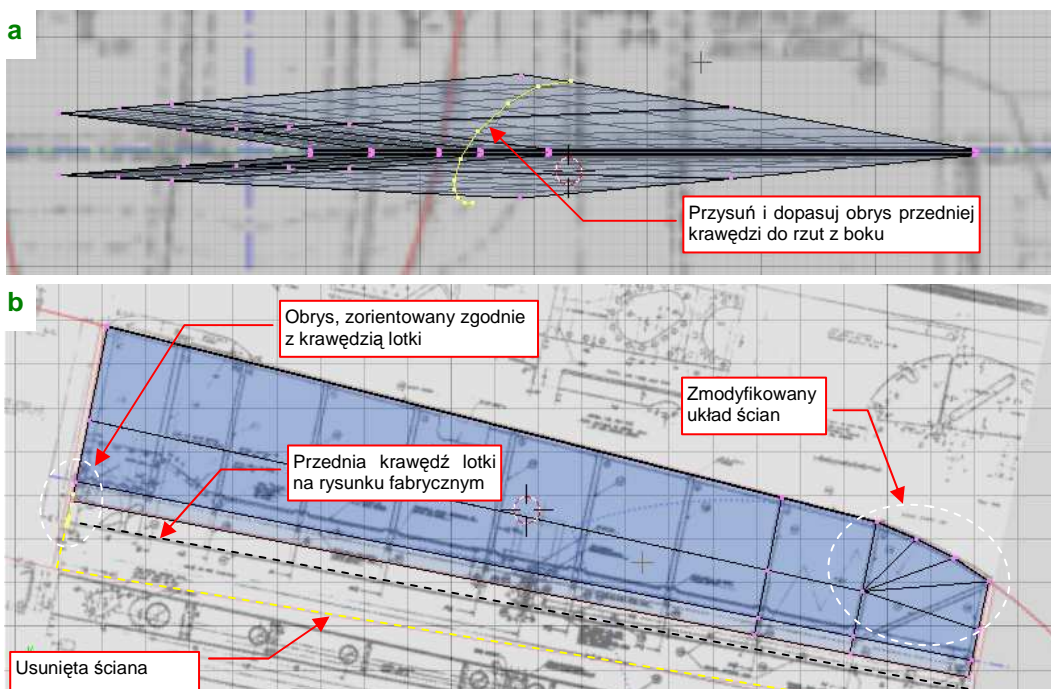 a
Przysuń i dopasuj obrys przedniej
krawędzi do rzut z boku
b
Obrys, zorientowany zgodnie
z krawędzią lotki
Zmodyfikowany
układ ścian
Przednia krawędź lotki
na rysunku fabrycznym
Usunięta ściana